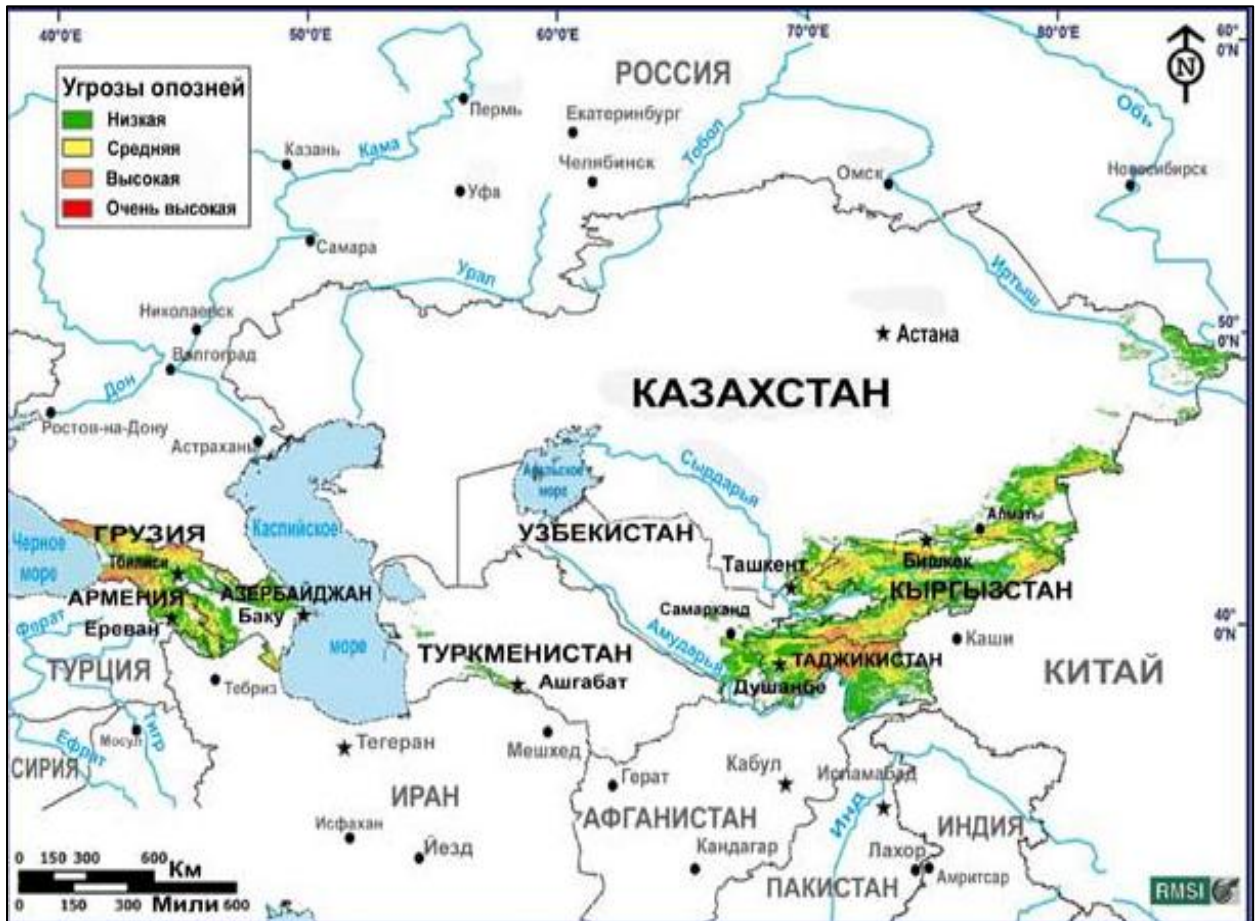 40°0'E 50°0'E 60°0'E 70°0'E 80°0'E
60°
0'N
N
Угрозы опозней
Низкая
Средняя
Высокая
Очень высокая
РОССИЯ
Пермь
Екатеринбург
Обь
Казань
Кама
Челябинск
Тобол
Омск
Новосибирск
Уфа
Самара
Урал
Иртыш
Николаевск
50°
0'N
Астана
Волгоград
Дон
КАЗАХСТАН
Ростов-на-Дону
Астрахань
Сырдарья
Аральское
море
Каспийское
Алматы
ГРУЗИЯ
УЗБЕКИСТАН
Черное
море
Тбилиси
Ташкент
Бишкек
АЗЕРБАЙДЖАН
КЫРГЫЗСТАН
АРМЕНИЯ
Баку
Самарканд
Ферат
Ереван
море
Амударья
40°
0'N
Каши
ТУРКМЕНИСТАН
ТАДЖИКИСТАН
КИТАЙ
ТУРЦИЯ
Тебриз
Ашгабат
Душанбе
Мосул
Тигр
Тегеран
Мешхед
Ефрат
СИРИЯ
Герат
Кабул
Исламабад
ИРАН
АФГАНИСТАН
Инд
ИНДИЯ
Исфахан
Йезд
Кандагар
Лахор
Амритсар
ПАКИСТАН
0 150 300 600 Км
0 150 300 Мили 600
RMSI